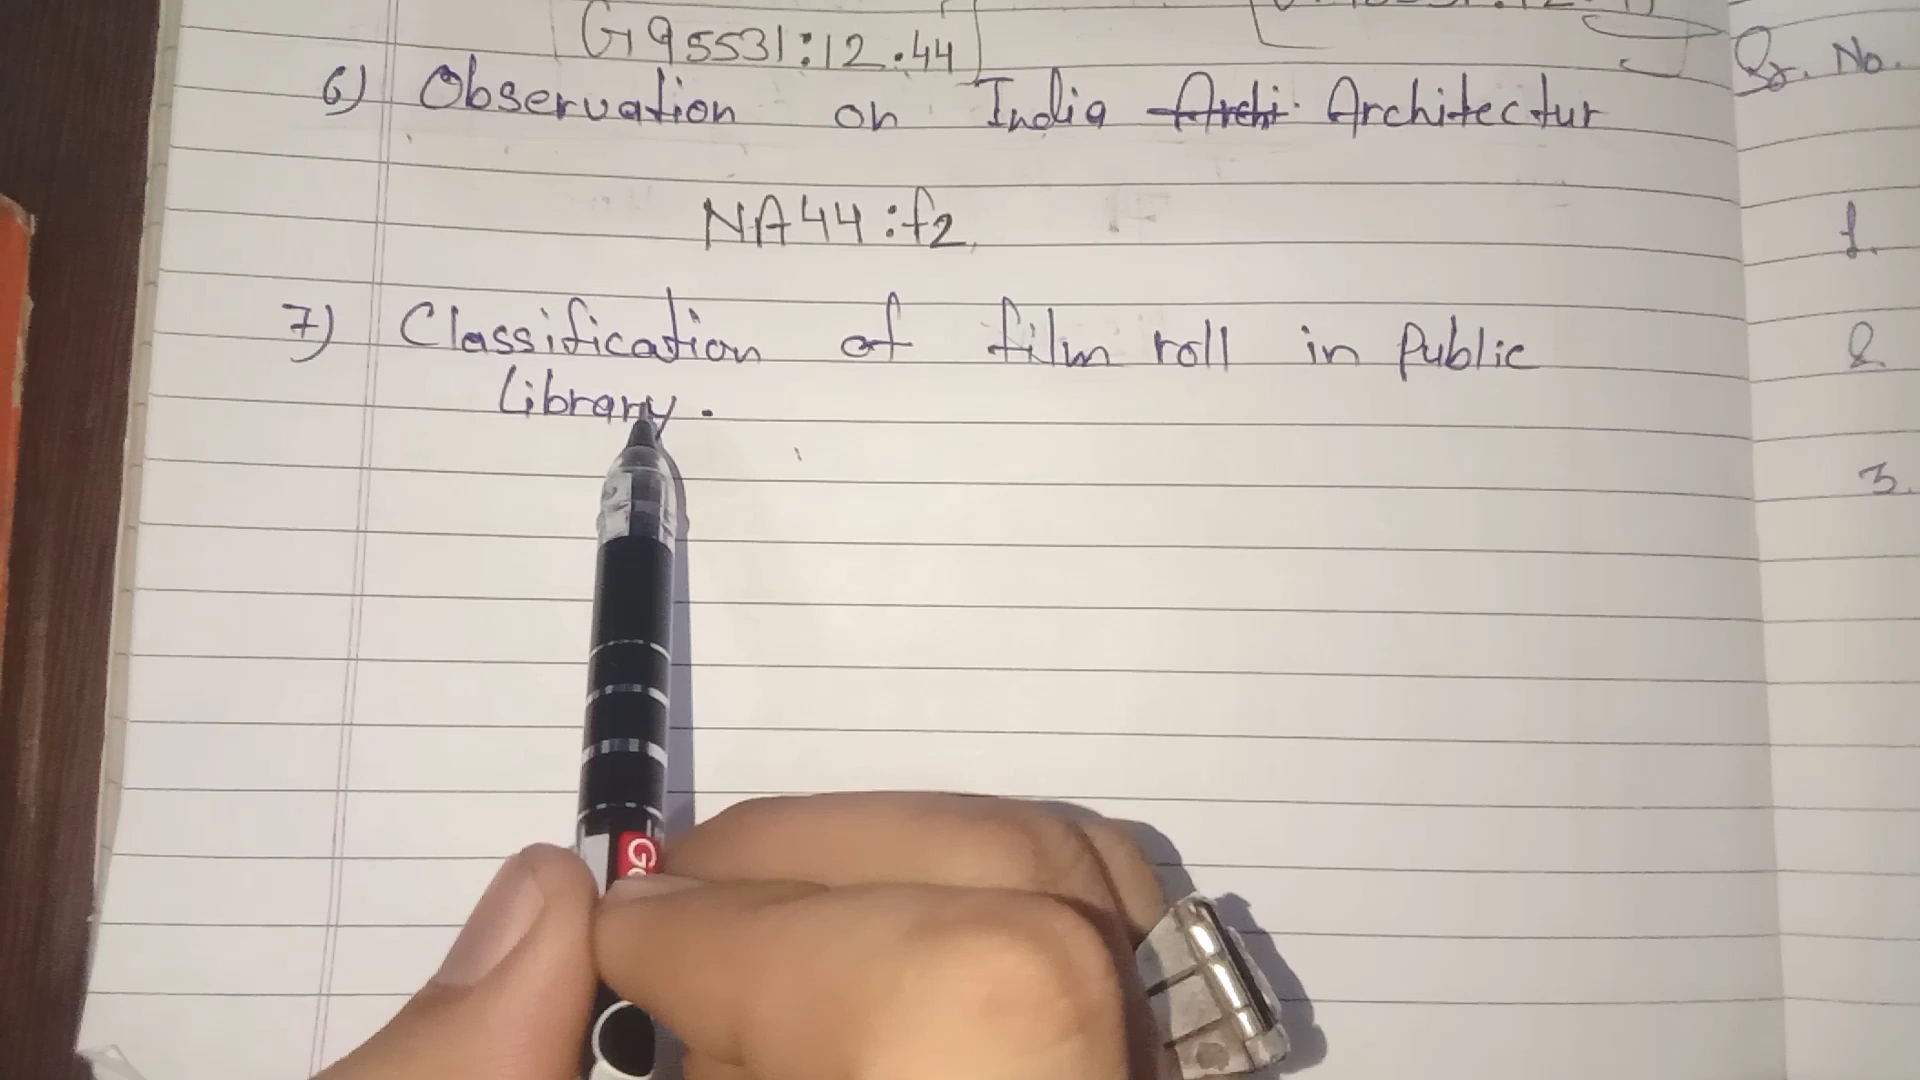 G95531:12.44
6) Observation on India Archi. Architectur
NA44:f2
7) Classification of film roll in Public
Library.
Sr. No.
1.
2
3.